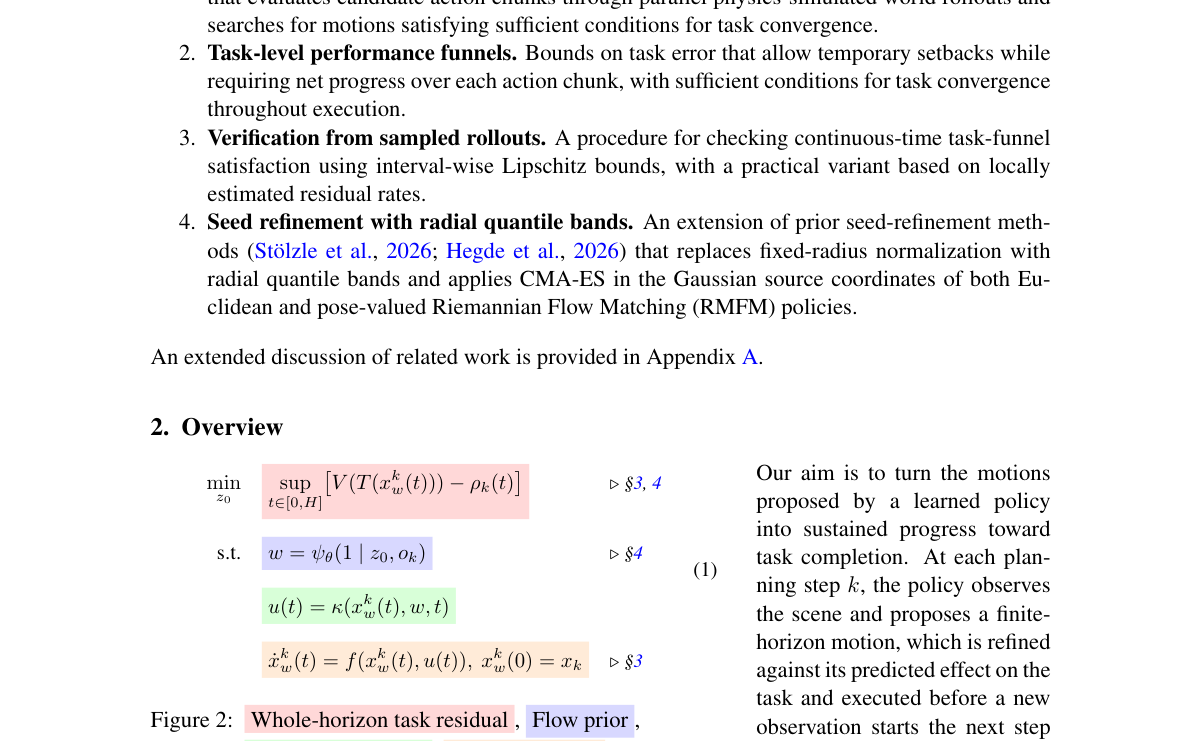 that evaluates candidate action chunks through parallel physics-simulated world rollouts and
searches for motions satisfying sufficient conditions for task convergence.
2. Task-level performance funnels. Bounds on task error that allow temporary setbacks while
requiring net progress over each action chunk, with sufficient conditions for task convergence
throughout execution.
3. Verification from sampled rollouts. A procedure for checking continuous-time task-funnel
satisfaction using interval-wise Lipschitz bounds, with a practical variant based on locally
estimated residual rates.
4. Seed refinement with radial quantile bands. An extension of prior seed-refinement meth-
ods (Stölzle et al., 2026; Hegde et al., 2026) that replaces fixed-radius normalization with
radial quantile bands and applies CMA-ES in the Gaussian source coordinates of both Eu-
clidean and pose-valued Riemannian Flow Matching (RMFM) policies.
An extended discussion of related work is provided in Appendix A.
2. Overview
min_{z_0} sup_{t∈[0,H]} [V(T(x_w^k(t))) − ρ_k(t)] ▷ §3, 4
s.t. w = ψ_θ(1 | z_0, o_k) ▷ §4
(1)
u(t) = κ(x_w^k(t), w, t)
ẋ_w^k(t) = f(x_w^k(t), u(t)), x_w^k(0) = x_k ▷ §3
Figure 2: Whole-horizon task residual , Flow prior ,
Our aim is to turn the motions
proposed by a learned policy
into sustained progress toward
task completion. At each plan-
ning step k, the policy observes
the scene and proposes a finite-
horizon motion, which is refined
against its predicted effect on the
task and executed before a new
observation starts the next step